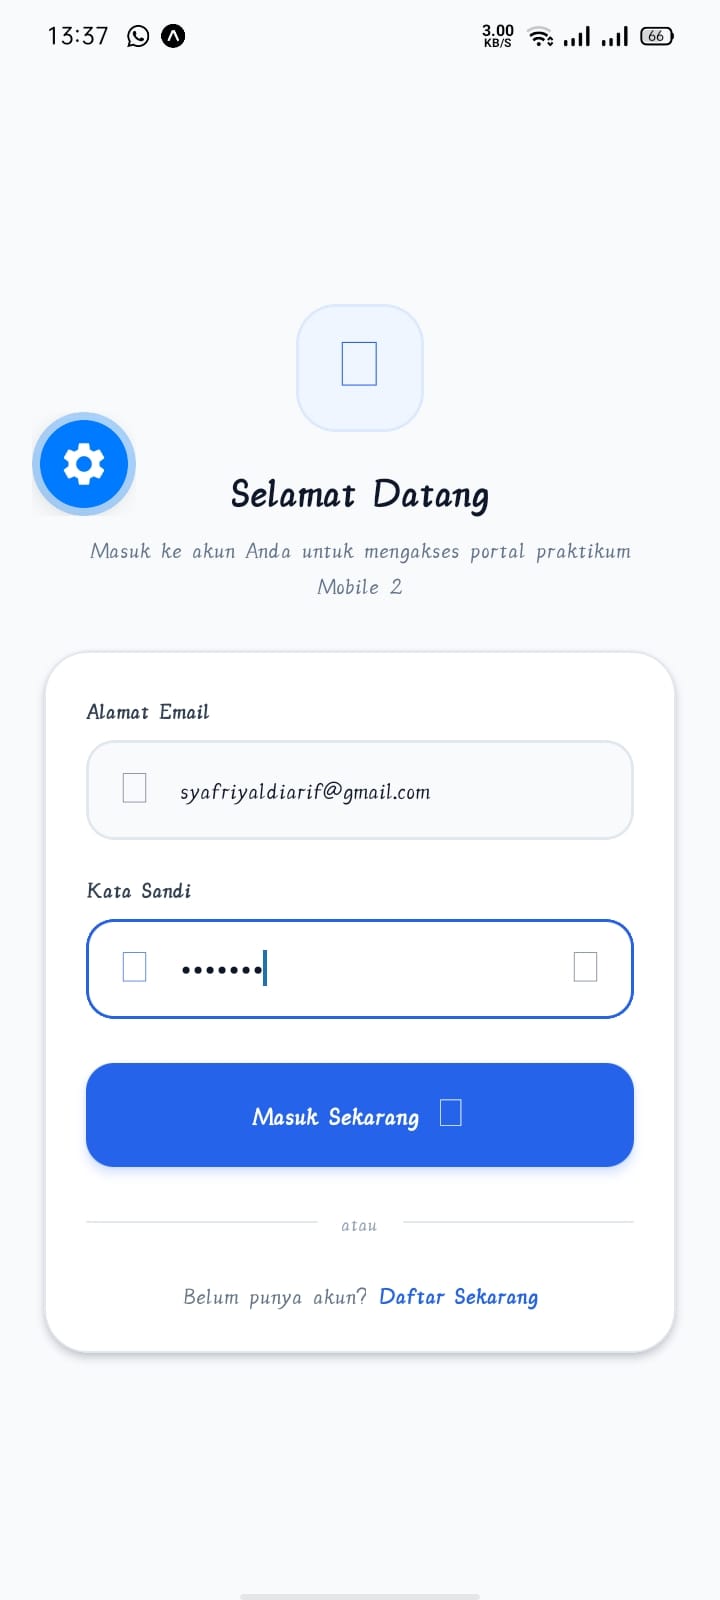 13:37
3.00
KB/S
66
Selamat Datang
Masuk ke akun Anda untuk mengakses portal praktikum
Mobile 2
Alamat Email
syafriyaldiarif@gmail.com
Kata Sandi
•••••••
Masuk Sekarang
atau
Belum punya akun? Daftar Sekarang